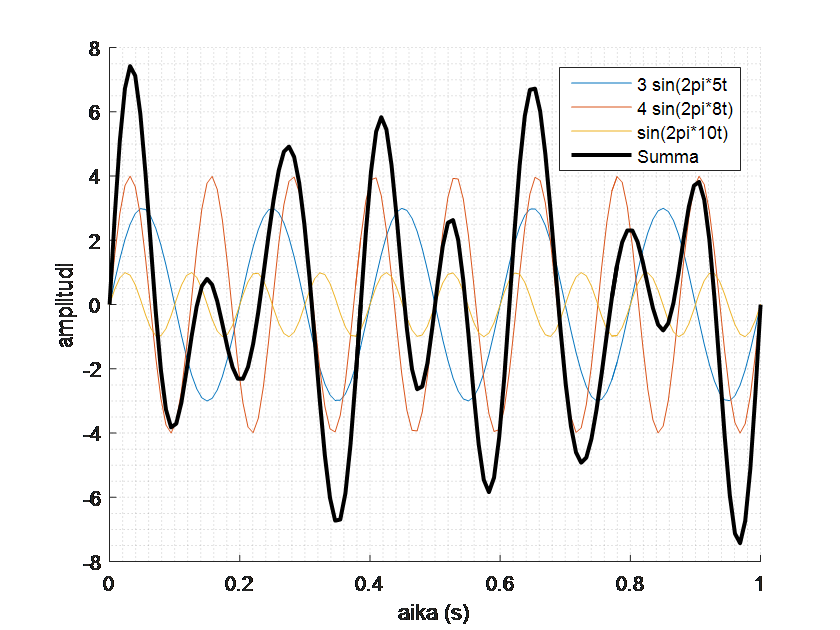 8
6
4
2
0
-2
-4
-6
-8
amplitudi
0
0.2
0.4
0.6
0.8
1
aika (s)
3 sin(2pi*5t
4 sin(2pi*8t)
sin(2pi*10t)
Summa